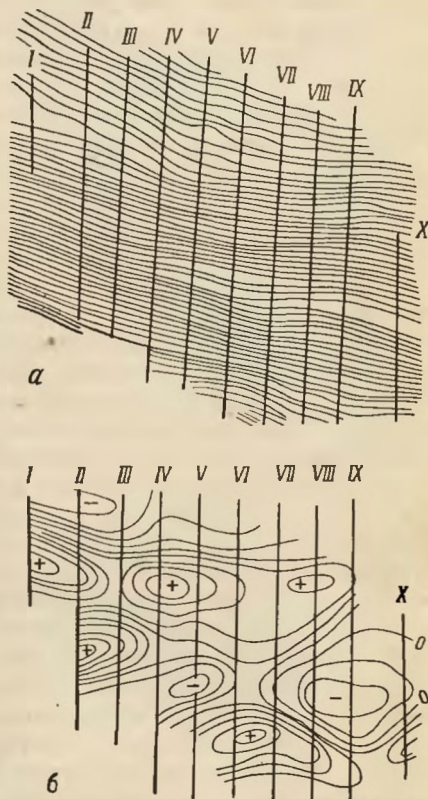 I II III IV V VI VII VIII IX
X
а
I II III IV V VI VII VIII IX
- + + + X
+ 0
- - 0
+
б